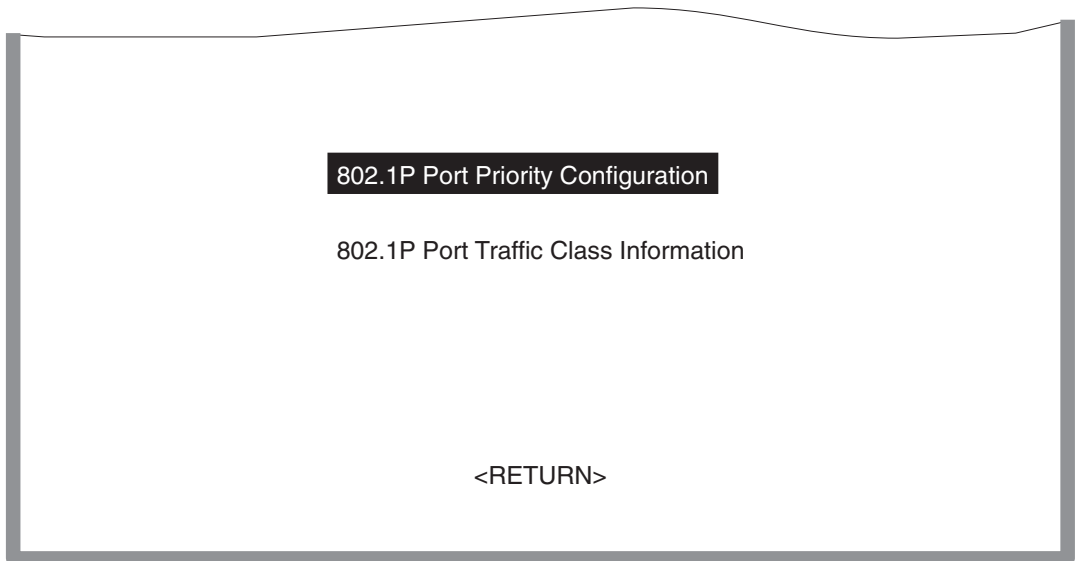 802.1P Port Priority Configuration
802.1P Port Traffic Class Information
<RETURN>